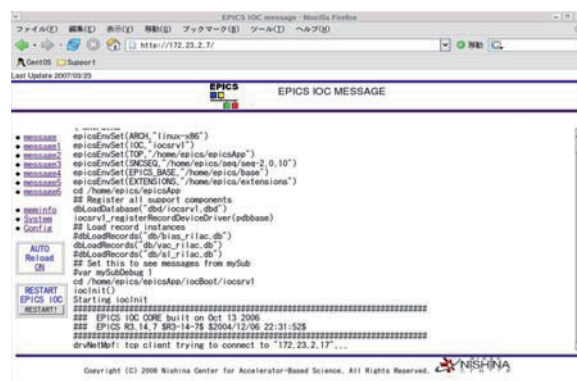 EPICS IOC message - Mozilla Firefox
ファイル(F) 編集(E) 表示(V) 移動(G) ブックマーク(B) ツール(T) ヘルプ(H)
http://172.23.2.7/
移動
CentOS Support
Last Update 2007/03/23
EPICS
EPICS IOC MESSAGE
message
message1
message2
message3
message4
message5
message6
meminfo
System
Config
AUTO
Reload
ON
RESTART
EPICS IOC
RESTART!
epicsEnvSet(ARCH,"linux-x86")
epicsEnvSet(IOC,"iocsrv1")
epicsEnvSet(TOP,"/home/epics/epicsApp")
epicsEnvSet(SNCSEQ,"/home/epics/seq/seq-2.0.10")
epicsEnvSet(EPICS_BASE,"/home/epics/base")
epicsEnvSet(EXTENSIONS,"/home/epics/extensions")
cd /home/epics/epicsApp
## Register all support components
dbLoadDatabase("dbd/iocsrv1.dbd")
iocsrv1_registerRecordDeviceDriver(pdbbase)
## Load record instances
#dbLoadRecords("db/bias_rilac.db")
dbLoadRecords("db/vac_rilac.db")
#dbLoadRecords("db/sl_rilac.db")
## Set this to see messages from mySub
#var mySubDebug 1
cd /home/epics/epicsApp/iocBoot/iocsrv1
iocInit()
Starting iocInit
############################################################################
### EPICS IOC CORE built on Oct 13 2006
### EPICS R3.14.7 $R3-14-7$ $2004/12/06 22:31:52$
############################################################################
drvNetMpf: tcp client trying to connect to "172.23.2.17"...
Copyright (C) 2006 Nishina Center for Accelerator-Based Science, All Rights Reserved.
NISHINA